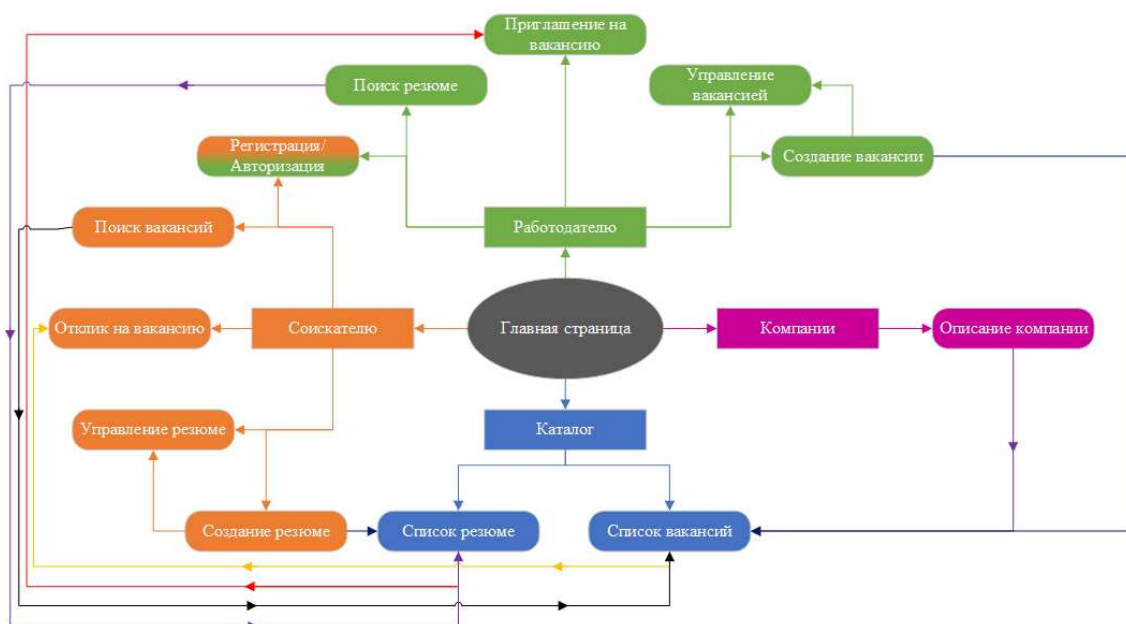 Приглашение на
вакансию
Поиск резюме
Управление
вакансией
Регистрация/
Авторизация
Создание вакансии
Поиск вакансий
Работодателю
Отклик на вакансию
Соискателю
Главная страница
Компании
Описание компании
Управление резюме
Каталог
Создание резюме
Список резюме
Список вакансий